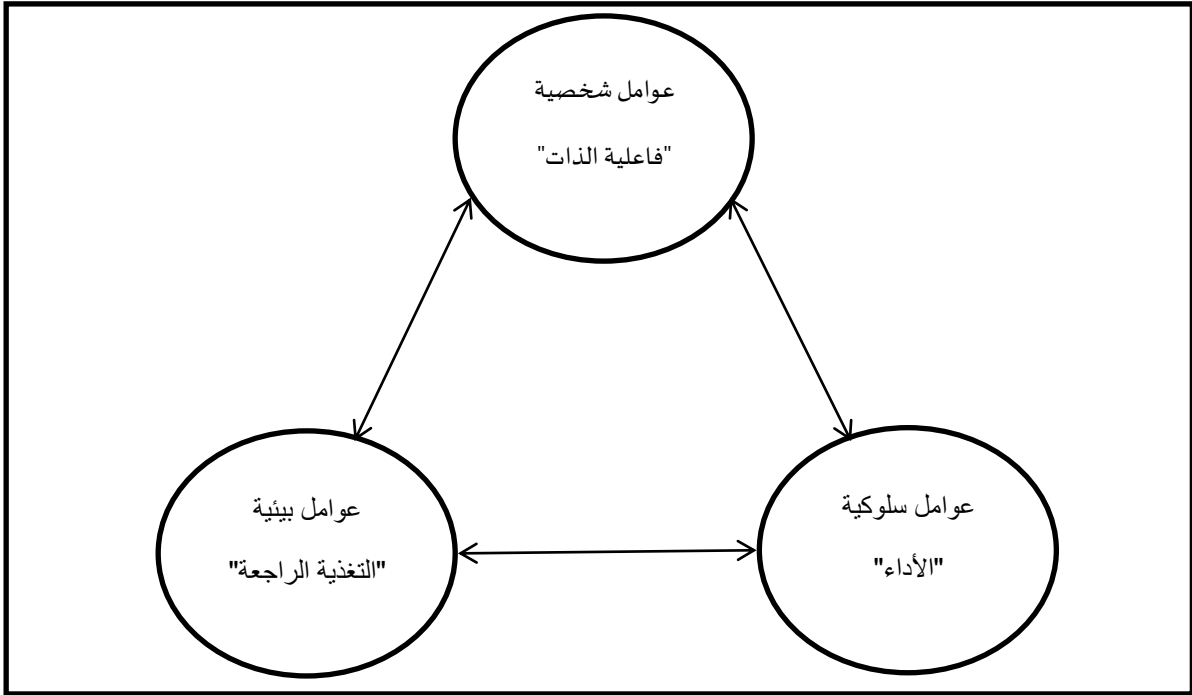 عوامل شخصية
"فاعلية الذات"
عوامل سلوكية
"الأداء"
عوامل بيئية
"التغذية الراجعة"